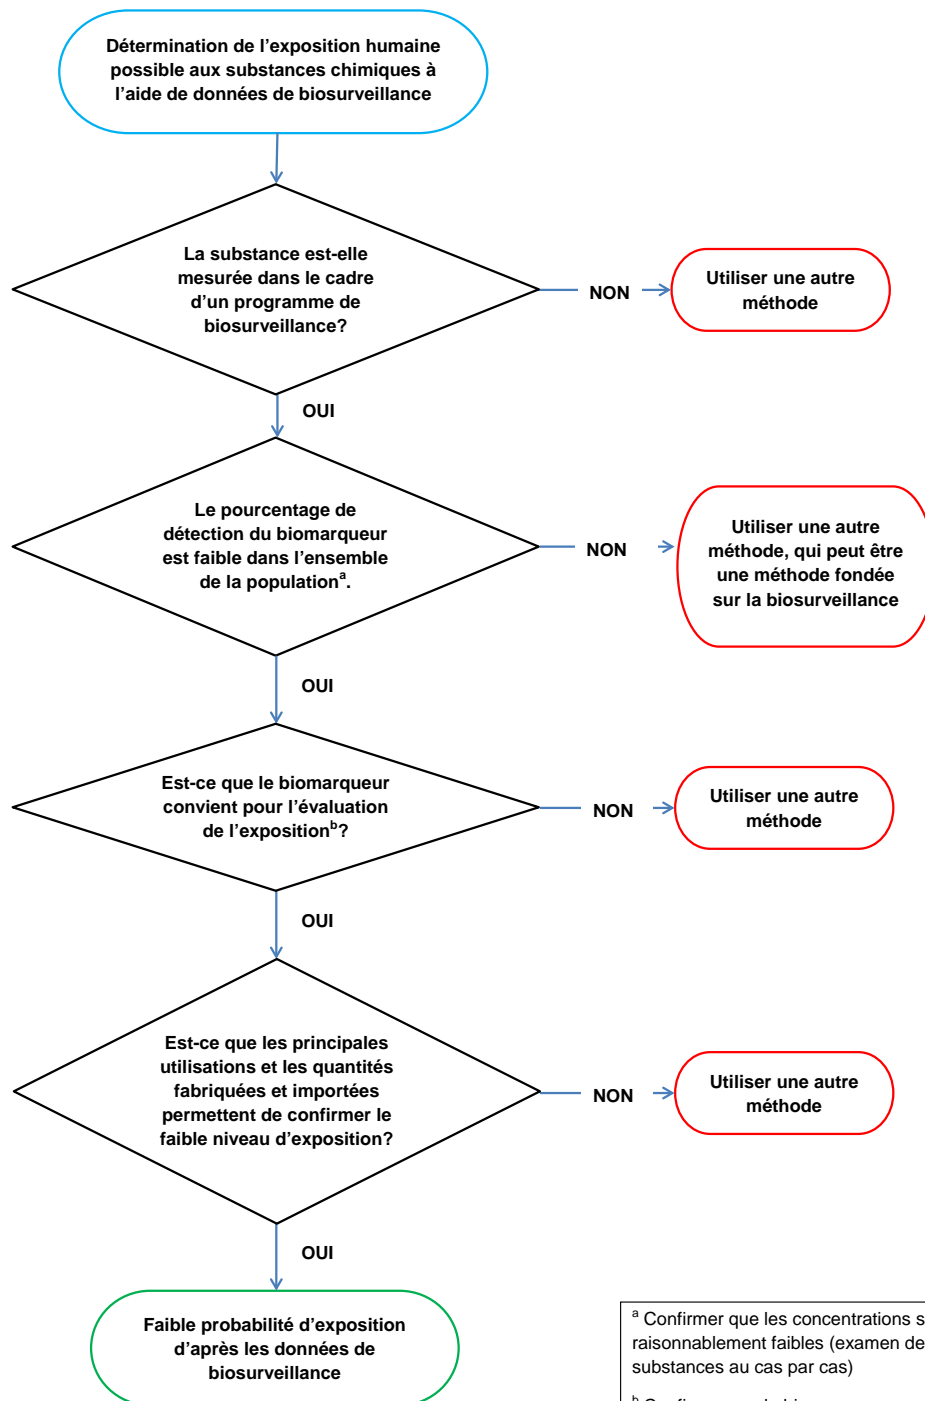 Détermination de l'exposition humaine
possible aux substances chimiques à
l'aide de données de biosurveillance
La substance est-elle
mesurée dans le cadre
d'un programme de
biosurveillance?
NON
Utiliser une autre
méthode
OUI
Le pourcentage de
détection du biomarqueur
est faible dans l'ensemble
de la populationᵃ.
NON
Utiliser une autre
méthode, qui peut être
une méthode fondée
sur la biosurveillance
OUI
Est-ce que le biomarqueur
convient pour l'évaluation
de l'expositionᵇ?
NON
Utiliser une autre
méthode
OUI
Est-ce que les principales
utilisations et les quantités
fabriquées et importées
permettent de confirmer le
faible niveau d'exposition?
NON
Utiliser une autre
méthode
OUI
Faible probabilité d'exposition
d'après les données de
biosurveillance
ᵃ Confirmer que les concentrations
raisonnablement faibles (examen
substances au cas par cas)